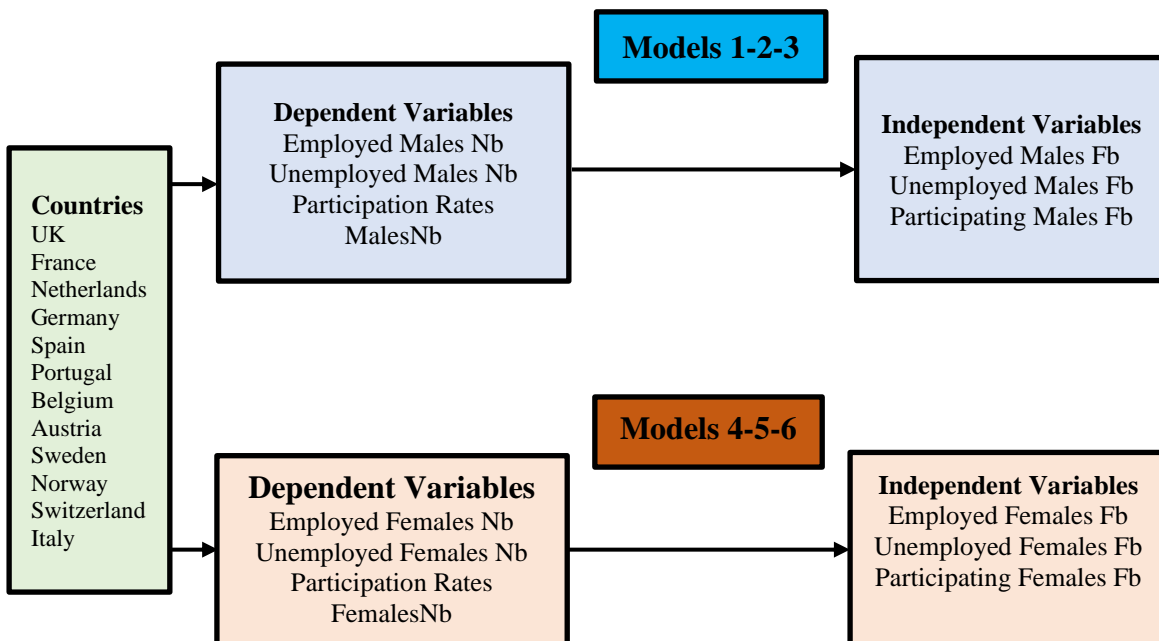 Models 1-2-3
Dependent Variables
Employed Males Nb
Unemployed Males Nb
Participation Rates
MalesNb
Independent Variables
Employed Males Fb
Unemployed Males Fb
Participating Males Fb
Countries
UK
France
Netherlands
Germany
Spain
Portugal
Belgium
Austria
Sweden
Norway
Switzerland
Italy
Models 4-5-6
Dependent Variables
Employed Females Nb
Unemployed Females Nb
Participation Rates
FemalesNb
Independent Variables
Employed Females Fb
Unemployed Females Fb
Participating Females Fb